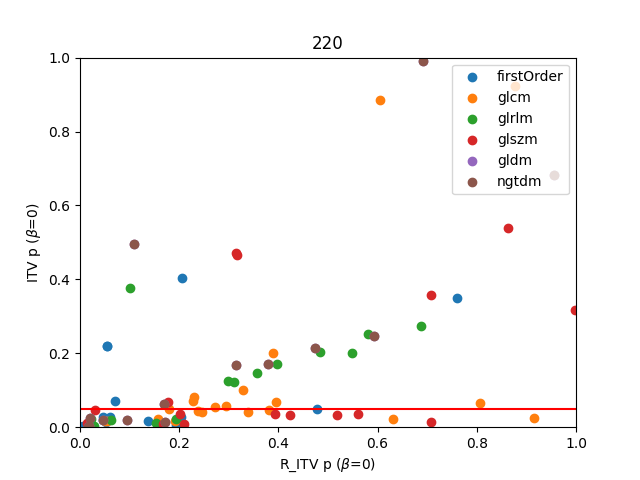 220
1.0
0.8
0.6
0.4
0.2
0.0
ITV p (β=0)
firstOrder
glcm
glrlm
glszm
gldm
ngtdm
0.0 0.2 0.4 0.6 0.8 1.0
R_ITV p (β=0)